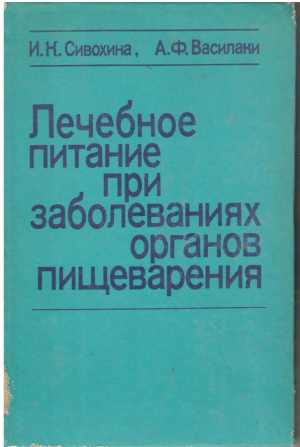 И. К. Сивохина, А. Ф. Василаки
Лечебное
питание
при
заболеваниях
органов
пищеварения